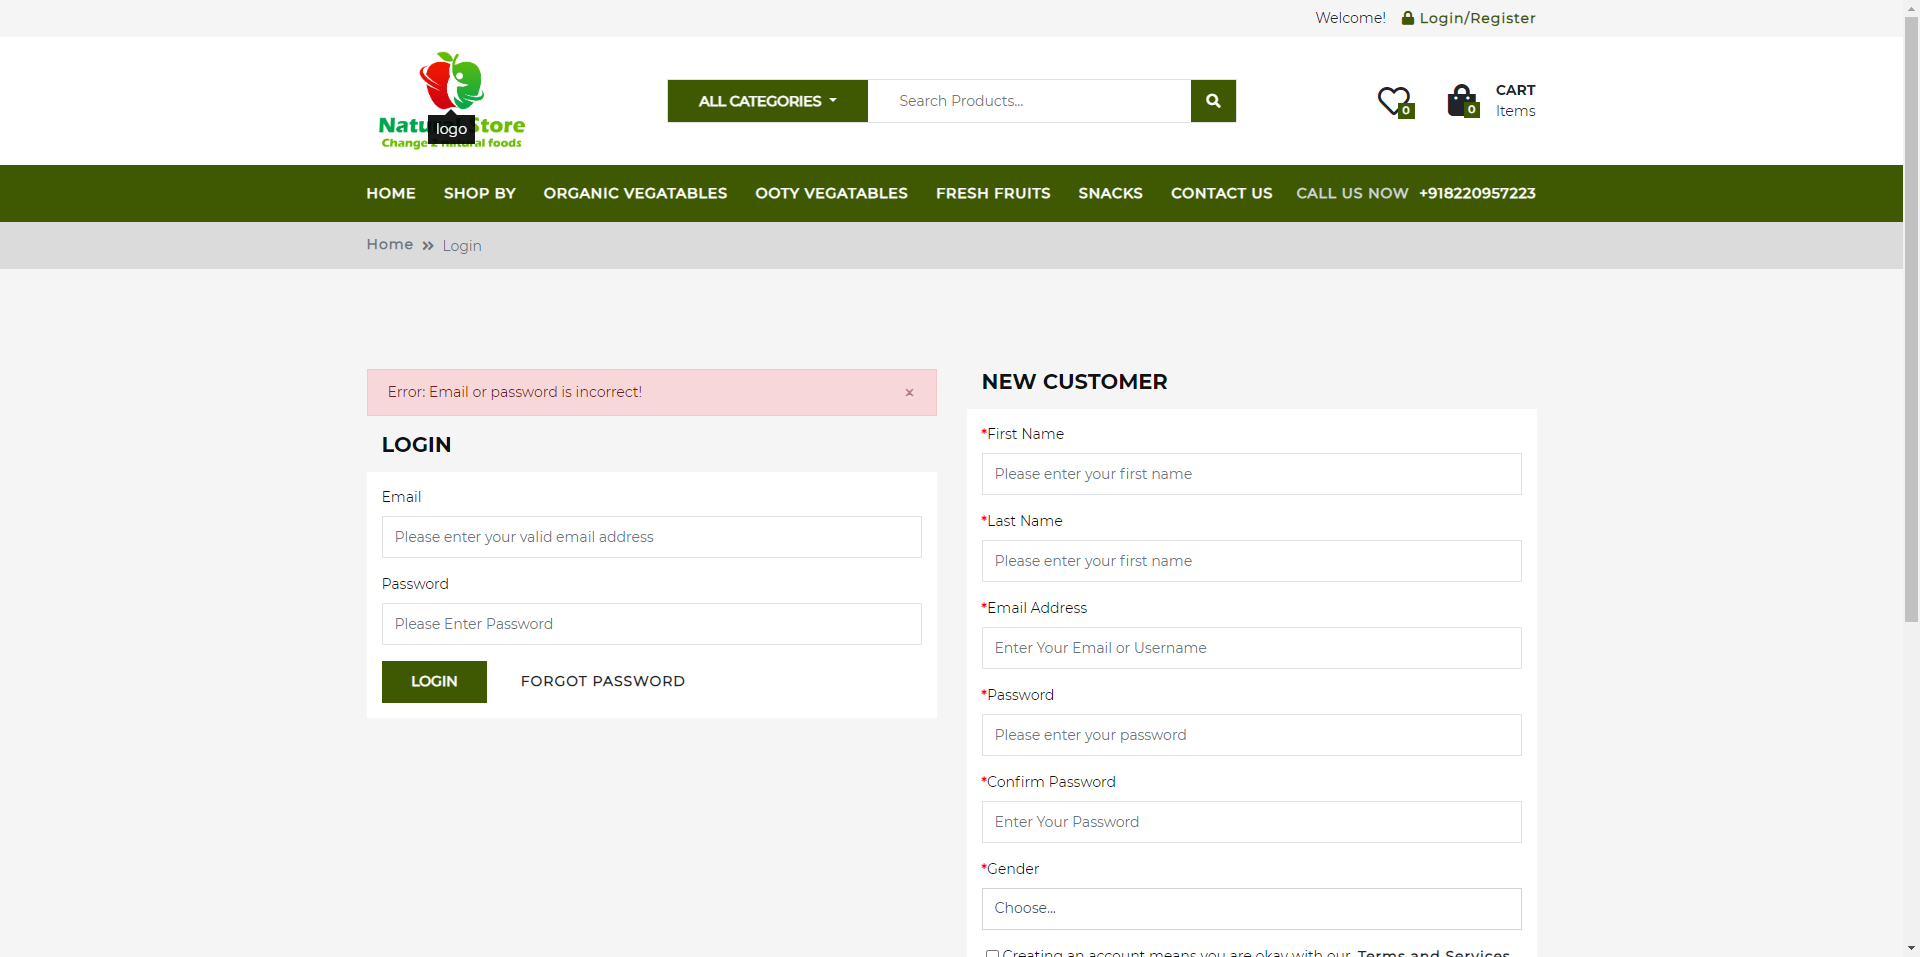 Welcome! Login/Register
Store
logo
Change 2 natural foods
ALL CATEGORIES
Search Products...
0
0
CART
Items
HOME SHOP BY ORGANIC VEGATABLES OOTY VEGATABLES FRESH FRUITS SNACKS CONTACT US CALL US NOW +918220957223
Home » Login
Error: Email or password is incorrect! ×
LOGIN
Email
Please enter your valid email address
Password
Please Enter Password
LOGIN FORGOT PASSWORD
NEW CUSTOMER
*First Name
Please enter your first name
*Last Name
Please enter your first name
*Email Address
Enter Your Email or Username
*Password
Please enter your password
*Confirm Password
Enter Your Password
*Gender
Choose...
Creating an account means you are okay with our Terms and Services